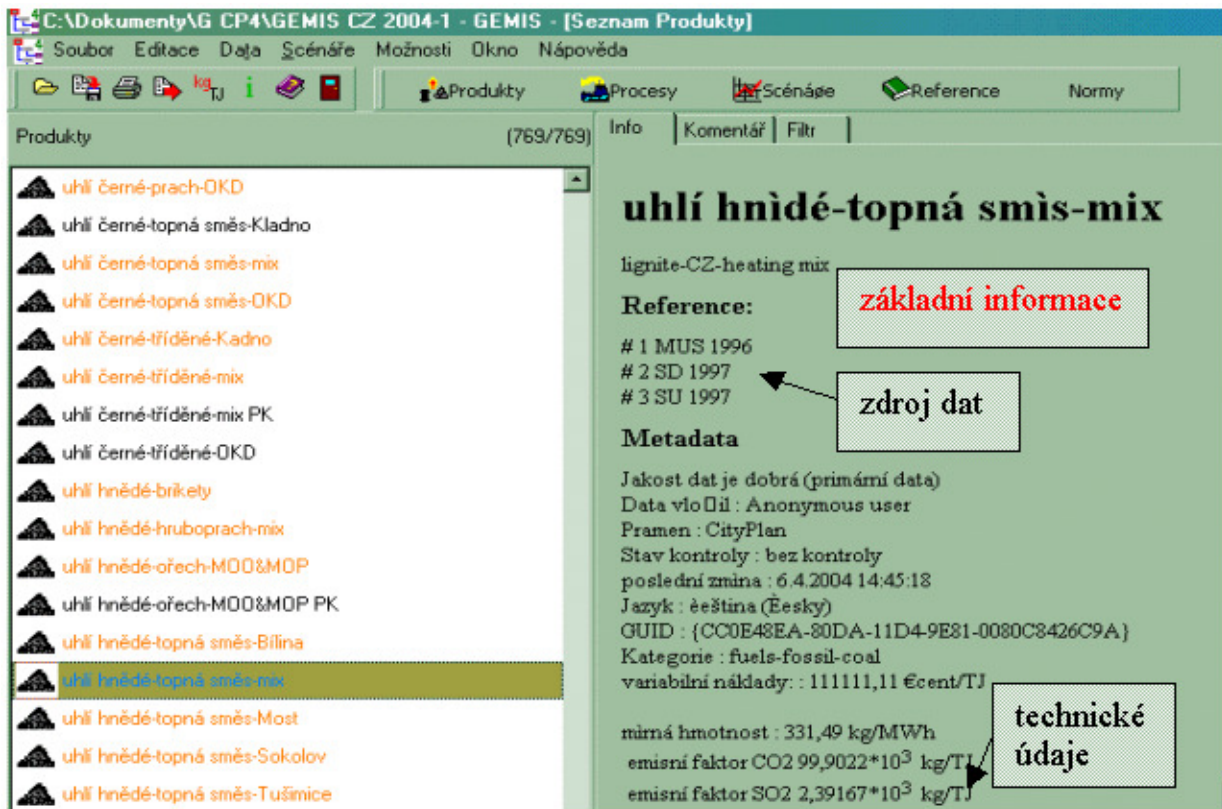 C:\Dokumenty\G CP4\GEMIS CZ 2004-1 - GEMIS - [Seznam Produkty]
Soubor Editace Data Scénáře Možnosti Okno Nápověda
kg TJ i Produkty Procesy Scénáøe Reference Normy
Produkty (769/769)
uhlí černé-prach-OKD
uhlí černé-topná směs-Kladno
uhlí černé-topná směs-mix
uhlí černé-topná směs-OKD
uhlí černé-tříděné-Kadno
uhlí černé-tříděné-mix
uhlí černé-tříděné-mix PK
uhlí černé-tříděné-OKD
uhlí hnědé-brikety
uhlí hnědé-hruboprach-mix
uhlí hnědé-ořech-MOO&MOP
uhlí hnědé-ořech-MOO&MOP PK
uhlí hnědé-topná směs-Bílina
uhlí hnědé-topná směs-mix
uhlí hnědé-topná směs-Most
uhlí hnědé-topná směs-Sokolov
uhlí hnědé-topná směs-Tušimice
Info Komentář Filtr
uhlí hnìdé-topná smìs-mix
lignite-CZ-heating mix
základní informace
Reference:
# 1 MUS 1996
# 2 SD 1997
# 3 SU 1997
zdroj dat
Metadata
Jakost dat je dobrá (primární data)
Data vlo□il : Anonymous user
Pramen : CityPlan
Stav kontroly : bez kontroly
poslední zmìna : 6.4.2004 14:45:18
Jazyk : èeština (Èesky)
GUID : {CC0E48EA-80DA-11D4-9E81-0080C8426C9A}
Kategorie : fuels-fossil-coal
variabilní náklady: : 111111,11 €cent/TJ
mìrná hmotnost : 331,49 kg/MWh
emisní faktor CO2 99,9022*10³ kg/TJ
emisní faktor SO2 2,39167*10³ kg/TJ
technické
údaje